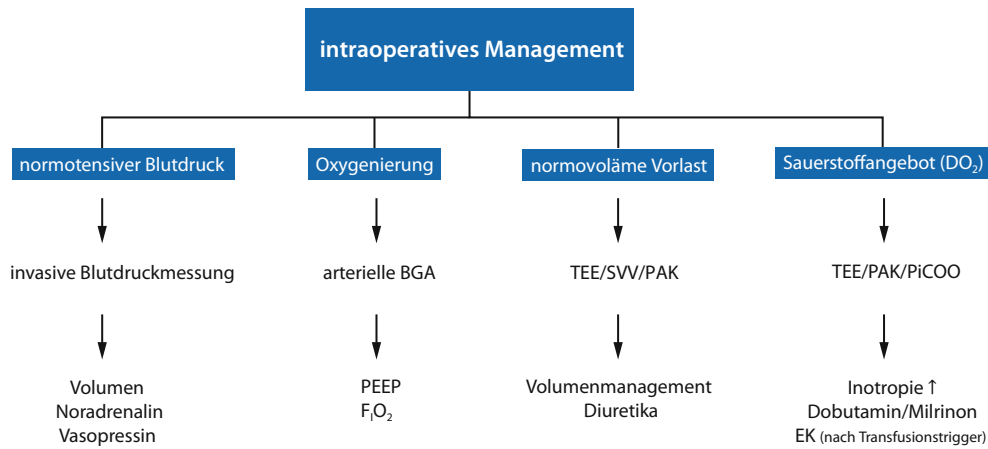 intraoperatives Management
normotensiver Blutdruck
Oxygenierung
normovoläme Vorlast
Sauerstoffangebot (DO₂)
invasive Blutdruckmessung
arterielle BGA
TEE/SVV/PAK
TEE/PAK/PiCOO
Volumen
Noradrenalin
Vasopressin
PEEP
FᵢO₂
Volumenmanagement
Diuretika
Inotropie ↑
Dobutamin/Milrinon
EK (nach Transfusionstrigger)